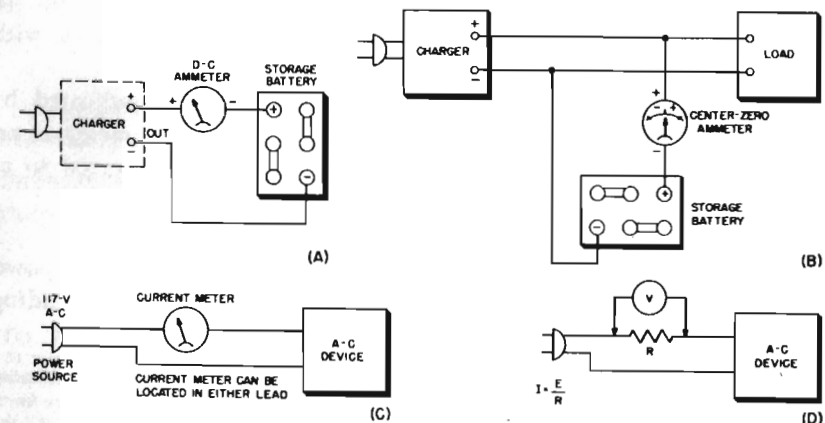 D-C
AMMETER
STORAGE
BATTERY
+
-
CHARGER
OUT
+
-
+
-
(A)
+
-
CHARGER
LOAD
+
- +
-
CENTER-ZERO
AMMETER
+
-
STORAGE
BATTERY
(B)
117-V
A-C
CURRENT METER
POWER
SOURCE
A-C
DEVICE
CURRENT METER CAN BE
LOCATED IN EITHER LEAD
(C)
V
R
I = E
R
A-C
DEVICE
(D)